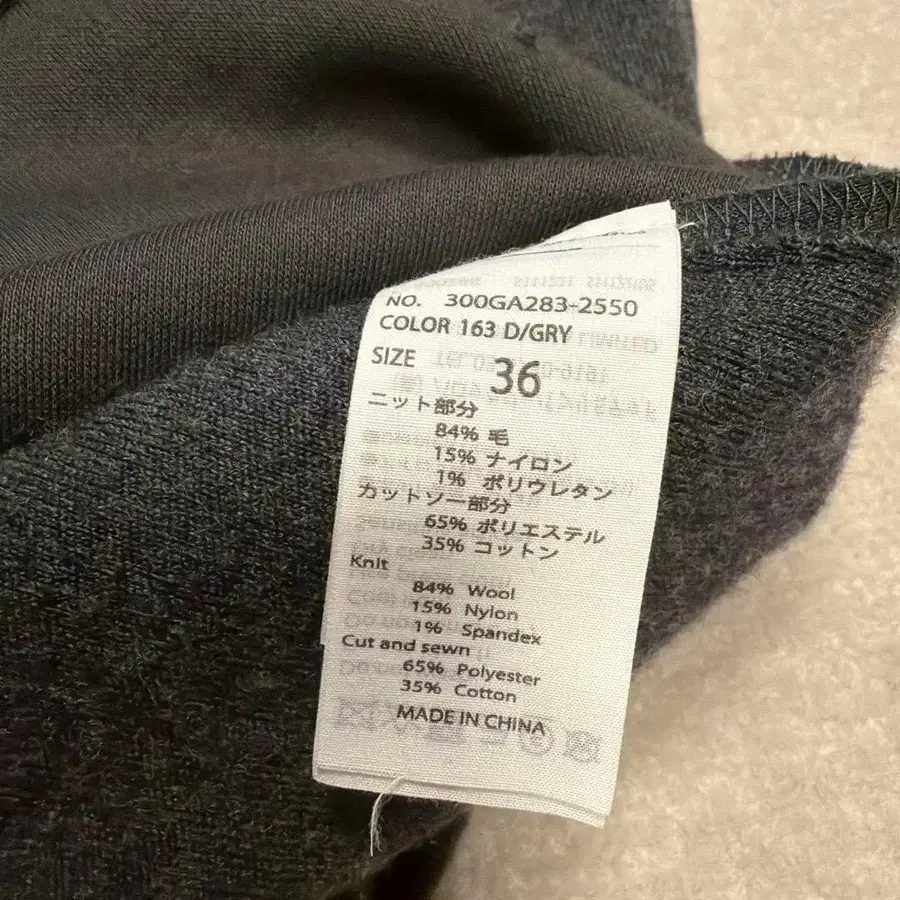 NO. 300GA283-2550
COLOR 163 D/GRY
SIZE 36
ニット部分
84% 毛
15% ナイロン
1% ポリウレタン
カットソー部分
65% ポリエステル
35% コットン
Knit
84% Wool
15% Nylon
1% Spandex
Cut and sewn
65% Polyester
35% Cotton
MADE IN CHINA